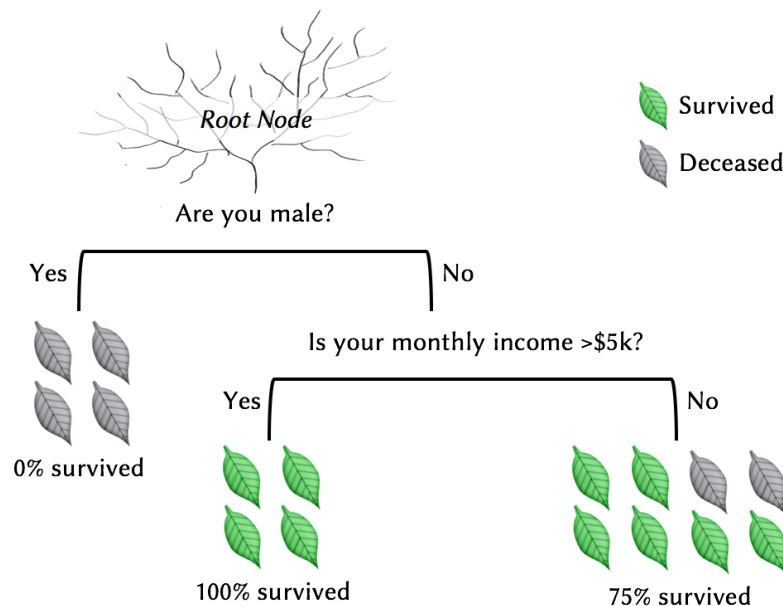 Root Node
Survived
Deceased
Are you male?
Yes
No
Is your monthly income >$5k?
Yes
No
0% survived
100% survived
75% survived